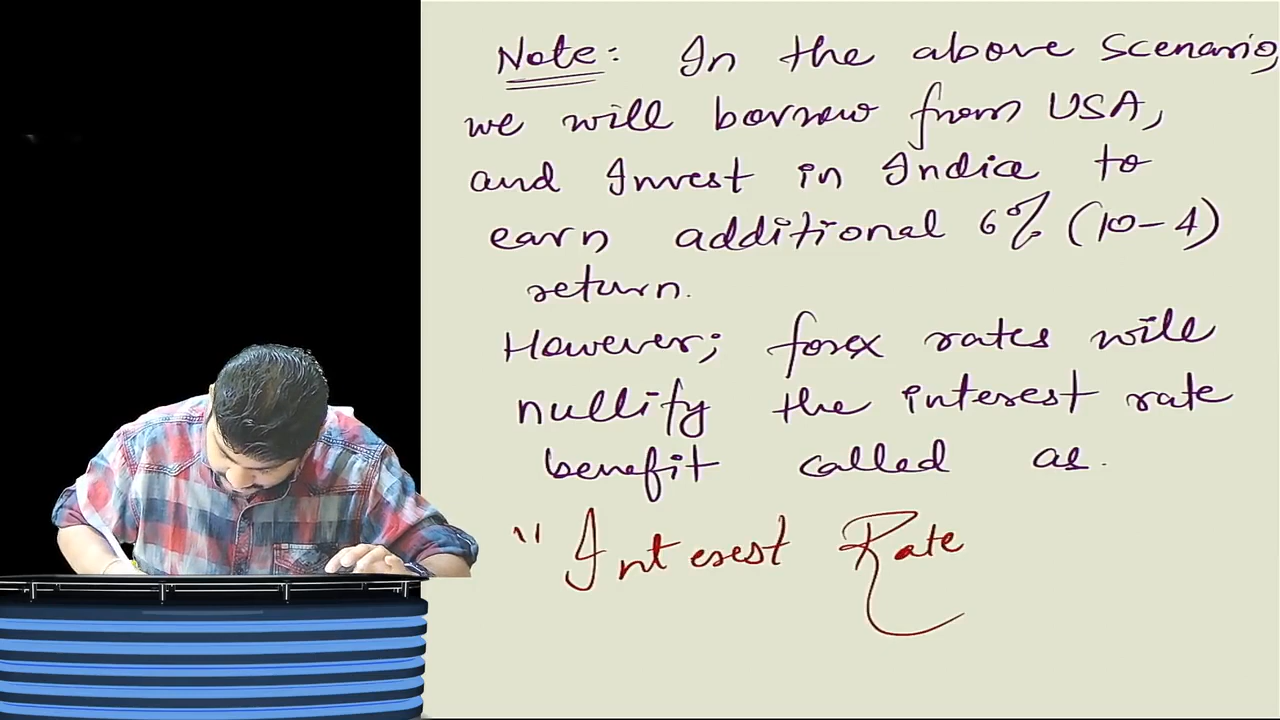 Note: In the above scenario,
we will borrow from USA,
and Invest in India to
earn additional 6% (10-4)
return.
However; forex rates will
nullify the interest rate
benefit called as.
"Interest Rate